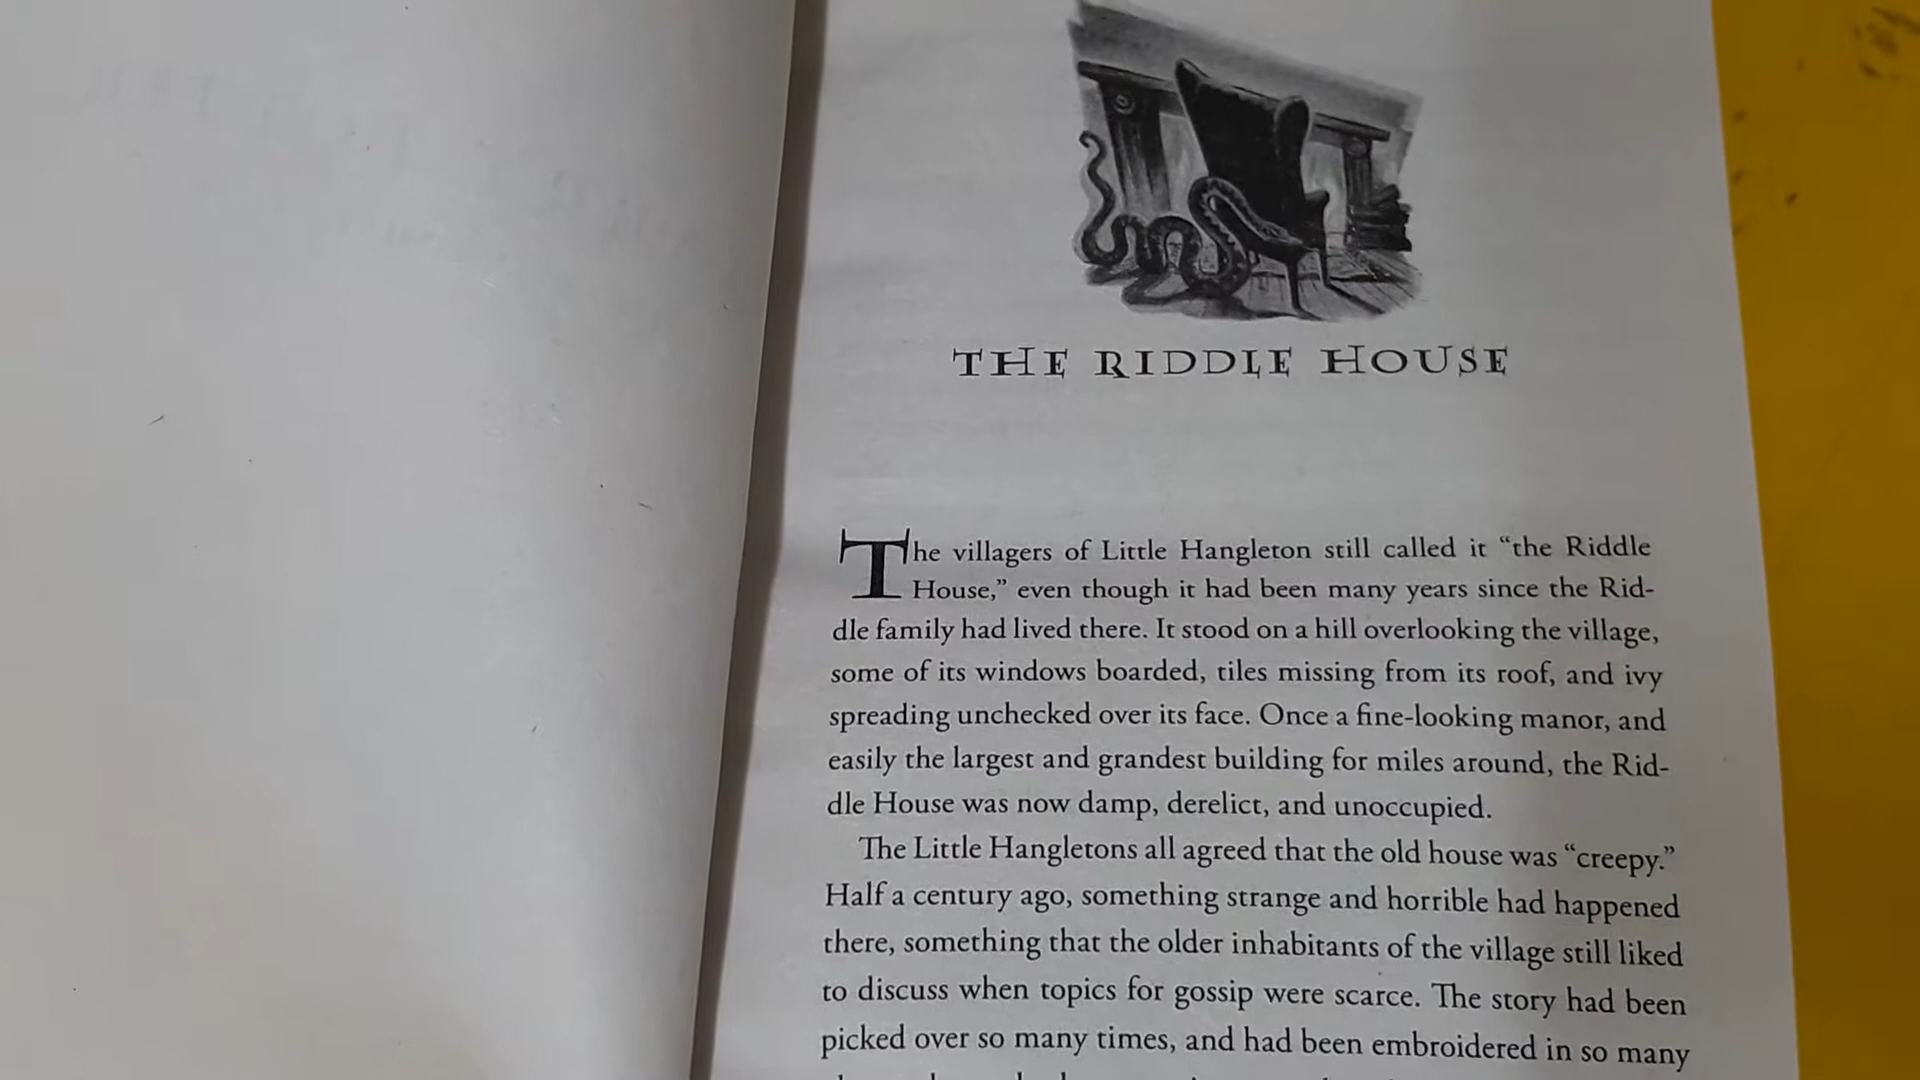 THE RIDDLE HOUSE
The villagers of Little Hangleton still called it “the Riddle
House,” even though it had been many years since the Rid-
dle family had lived there. It stood on a hill overlooking the village,
some of its windows boarded, tiles missing from its roof, and ivy
spreading unchecked over its face. Once a fine-looking manor, and
easily the largest and grandest building for miles around, the Rid-
dle House was now damp, derelict, and unoccupied.
The Little Hangletons all agreed that the old house was “creepy.”
Half a century ago, something strange and horrible had happened
there, something that the older inhabitants of the village still liked
to discuss when topics for gossip were scarce. The story had been
picked over so many times, and had been embroidered in so many